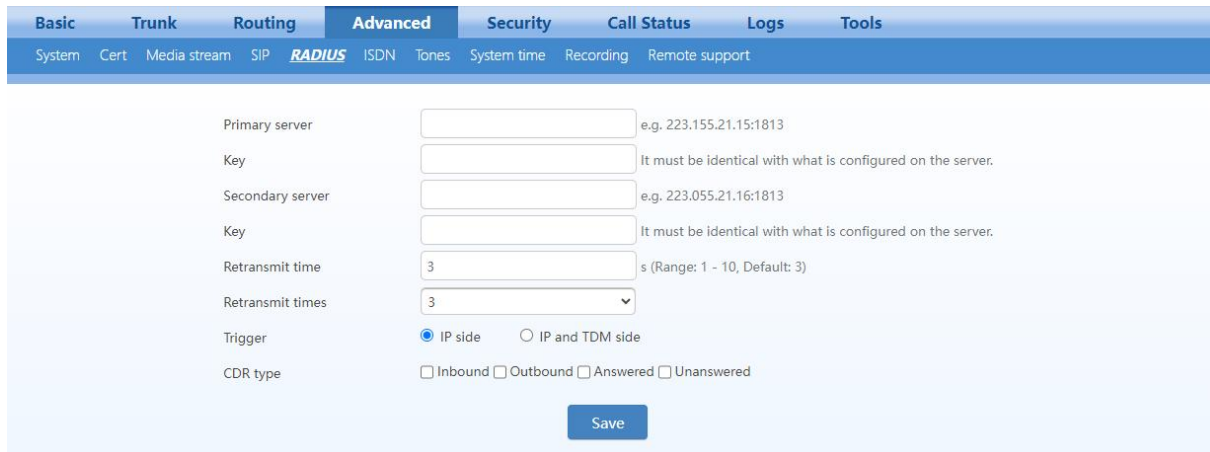 Basic Trunk Routing Advanced Security Call Status Logs Tools
System Cert Media stream SIP RADIUS ISDN Tones System time Recording Remote support
Primary server e.g. 223.155.21.15:1813
Key It must be identical with what is configured on the server.
Secondary server e.g. 223.055.21.16:1813
Key It must be identical with what is configured on the server.
Retransmit time 3 s (Range: 1 - 10, Default: 3)
Retransmit times 3
Trigger IP side IP and TDM side
CDR type Inbound Outbound Answered Unanswered
Save